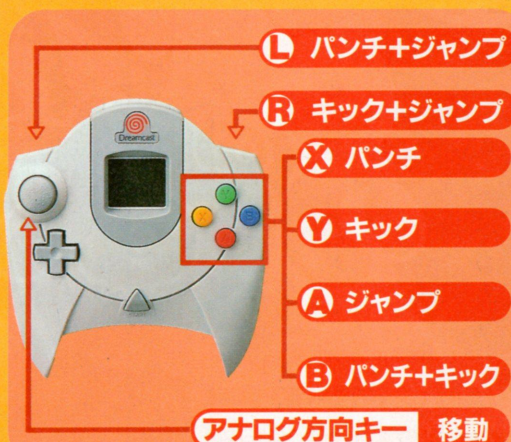 L パンチ+ジャンプ
R キック+ジャンプ
Dreamcast
X パンチ
Y キック
A ジャンプ
B パンチ+キック
アナログ方向キー 移動